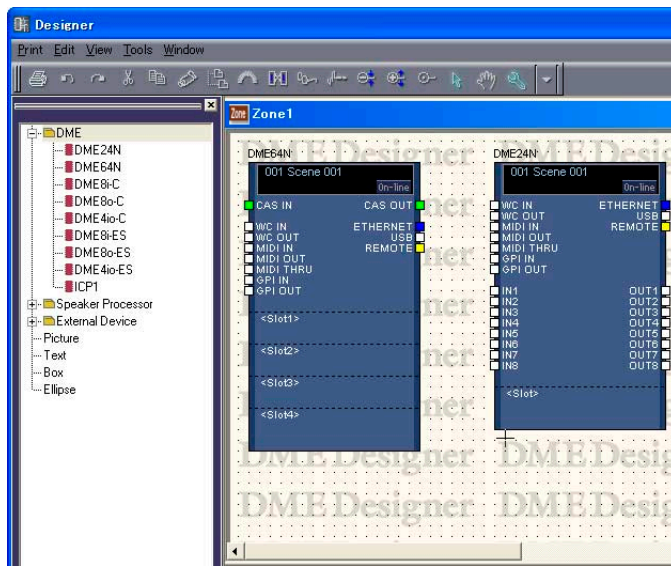 Designer
Print Edit View Tools Window
DME
DME24N
DME64N
DME8i-C
DME8o-C
DME4io-C
DME8i-ES
DME8o-ES
DME4io-ES
ICP1
Speaker Processor
External Device
Picture
Text
Box
Ellipse
Zone Zone1
DME64N
001 Scene 001
On-line
CAS IN CAS OUT
WC IN ETHERNET
WC OUT USB
MIDI IN REMOTE
MIDI OUT
MIDI THRU
GPI IN
GPI OUT
<Slot1>
<Slot2>
<Slot3>
<Slot4>
DME24N
001 Scene 001
On-line
WC IN ETHERNET
WC OUT USB
MIDI IN REMOTE
MIDI OUT
MIDI THRU
GPI IN
GPI OUT
IN1 OUT1
IN2 OUT2
IN3 OUT3
IN4 OUT4
IN5 OUT5
IN6 OUT6
IN7 OUT7
IN8 OUT8
<Slot>
DME Designer DME Desig
DME Designer DME Desig